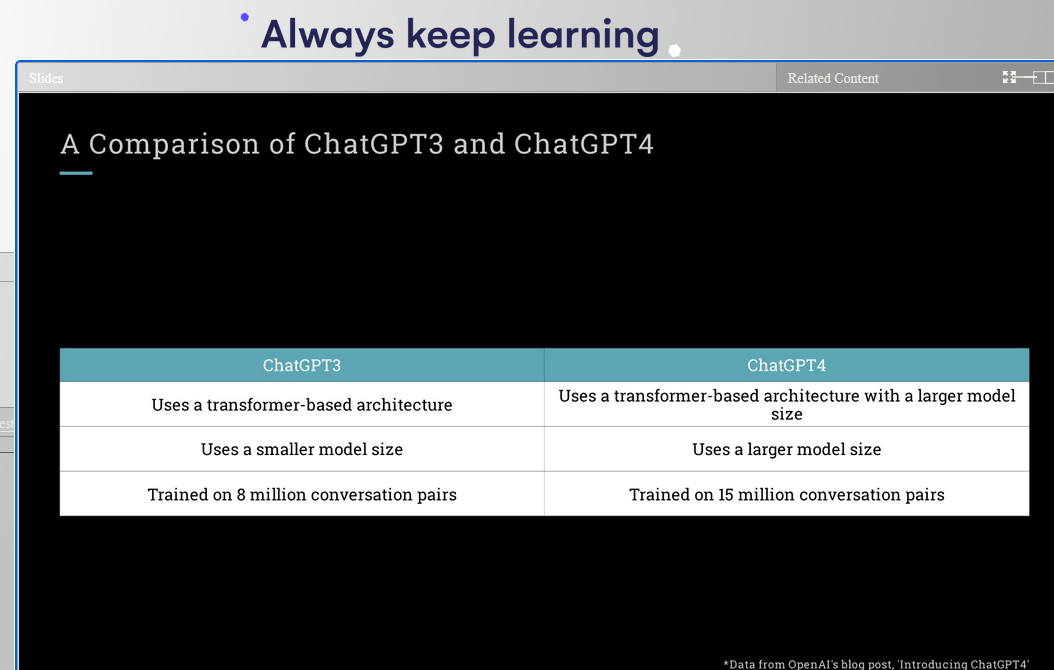 Always keep learning
Slides
Related Content
A Comparison of ChatGPT3 and ChatGPT4
ChatGPT3
ChatGPT4
Uses a transformer-based architecture
Uses a transformer-based architecture with a larger model
size
Uses a smaller model size
Uses a larger model size
Trained on 8 million conversation pairs
Trained on 15 million conversation pairs
*Data from OpenAI's blog post, 'Introducing ChatGPT4'